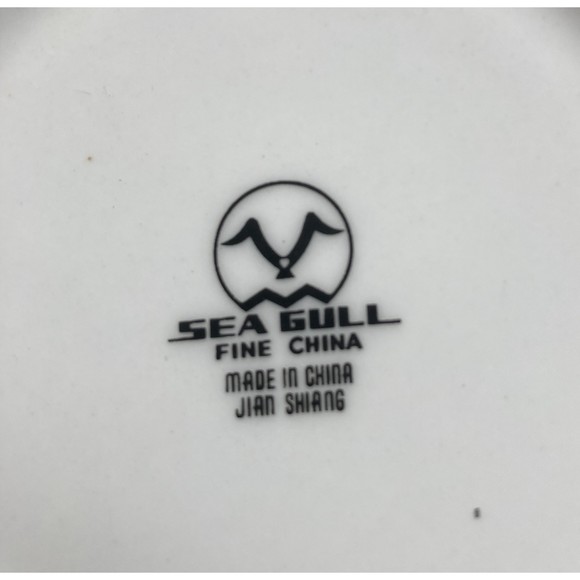 SEA GULL
FINE CHINA
MADE IN CHINA
JIAN SHIANG